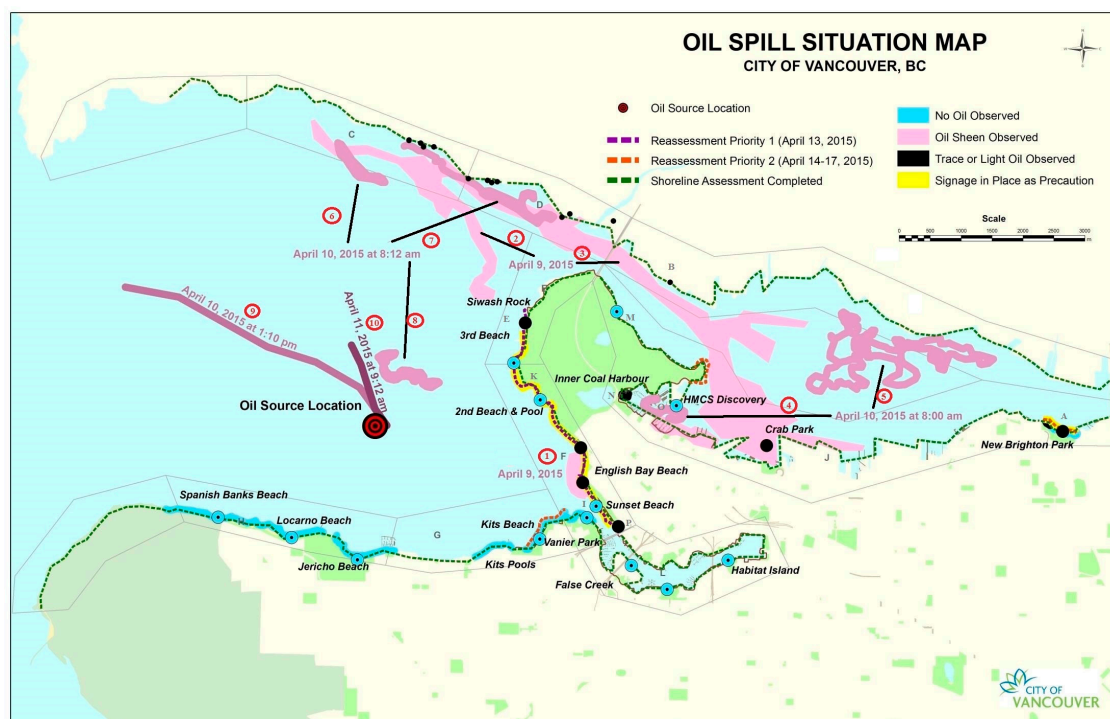 OIL SPILL SITUATION MAP
CITY OF VANCOUVER, BC
Oil Source Location
Reassessment Priority 1 (April 13, 2015)
Reassessment Priority 2 (April 14-17, 2015)
Shoreline Assessment Completed
No Oil Observed
Oil Sheen Observed
Trace or Light Oil Observed
Signage in Place as Precaution
Scale
0
500
1000
1500
2000
2500
3000
m
C
D
6
7
2
3
April 10, 2015 at 8:12 am
April 9, 2015
B
Siwash Rock
E
3rd Beach
M
9
April 10, 2015 at 1:10 pm
10
April 11, 2015 at 9:12 am
8
K
Inner Coal Harbour
N
O
HMCS Discovery
2nd Beach & Pool
4
5
April 10, 2015 at 8:00 am
Oil Source Location
Crab Park
J
A
New Brighton Park
1
F
April 9, 2015
English Bay Beach
I
Sunset Beach
P
Spanish Banks Beach
Locarno Beach
Jericho Beach
G
Kits Beach
Vanier Park
Kits Pools
False Creek
L
Habitat Island
CITY OF
VANCOUVER